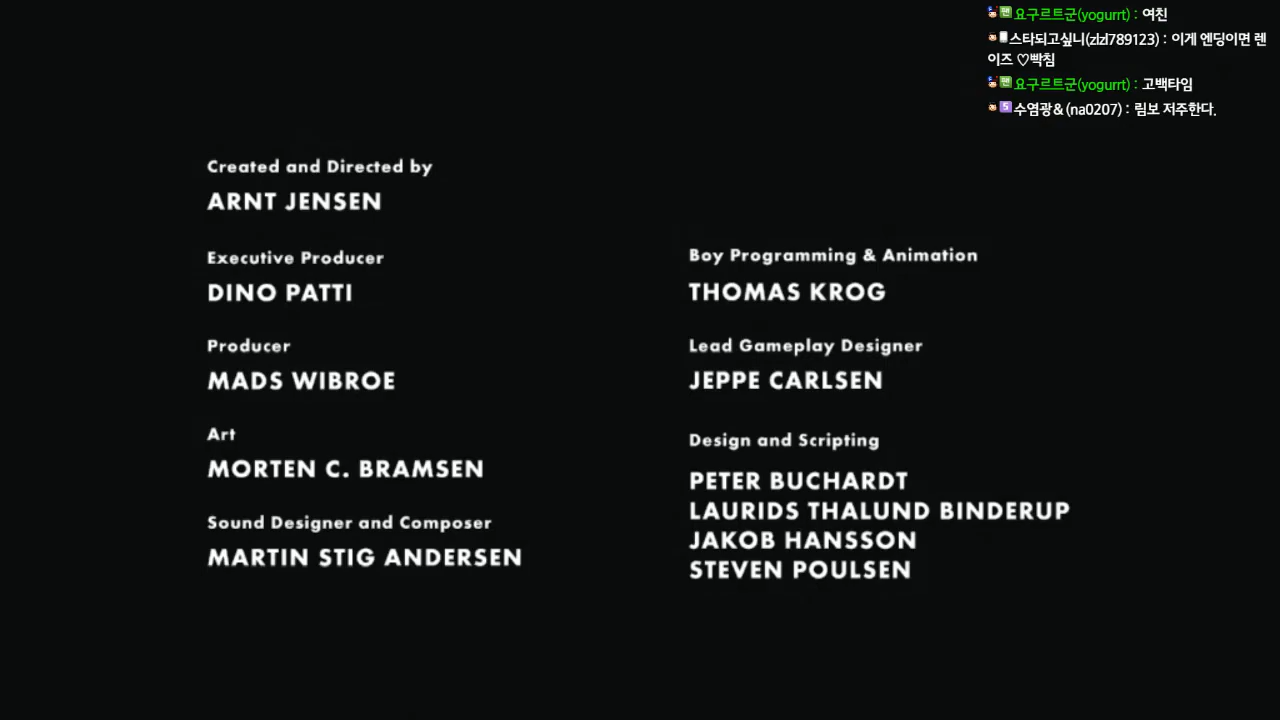 요구르트군(yogurrt) : 여친
스타되고싶니(zlzl789123) : 이게 엔딩이면 렌
이즈 ♡빡침
요구르트군(yogurrt) : 고백타임
수염광&(na0207) : 림보 저주한다.
Created and Directed by
ARNT JENSEN
Executive Producer
DINO PATTI
Producer
MADS WIBROE
Art
MORTEN C. BRAMSEN
Sound Designer and Composer
MARTIN STIG ANDERSEN
Boy Programming & Animation
THOMAS KROG
Lead Gameplay Designer
JEPPE CARLSEN
Design and Scripting
PETER BUCHARDT
LAURIDS THALUND BINDERUP
JAKOB HANSSON
STEVEN POULSEN